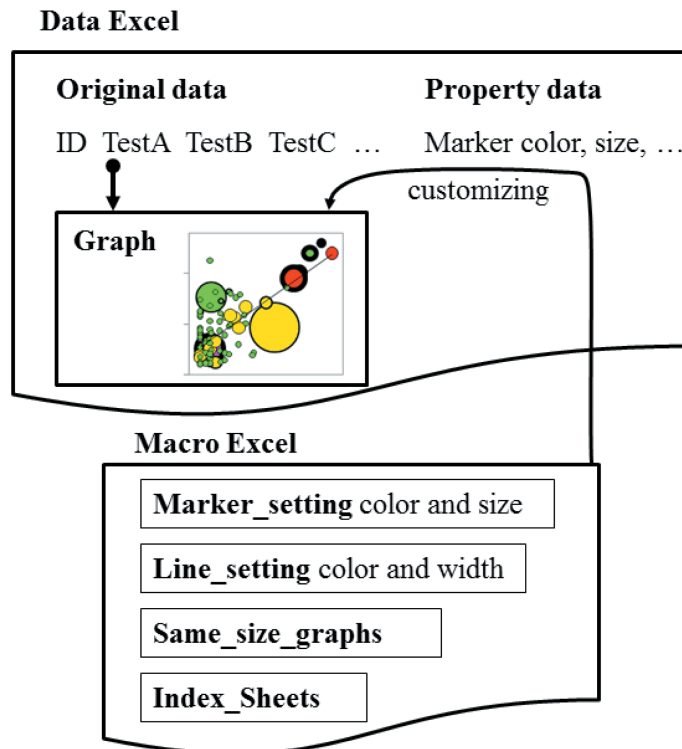 Data Excel
Original data
Property data
ID TestA TestB TestC …
Marker color, size, …
customizing
Graph
Macro Excel
Marker_setting color and size
Line_setting color and width
Same_size_graphs
Index_Sheets